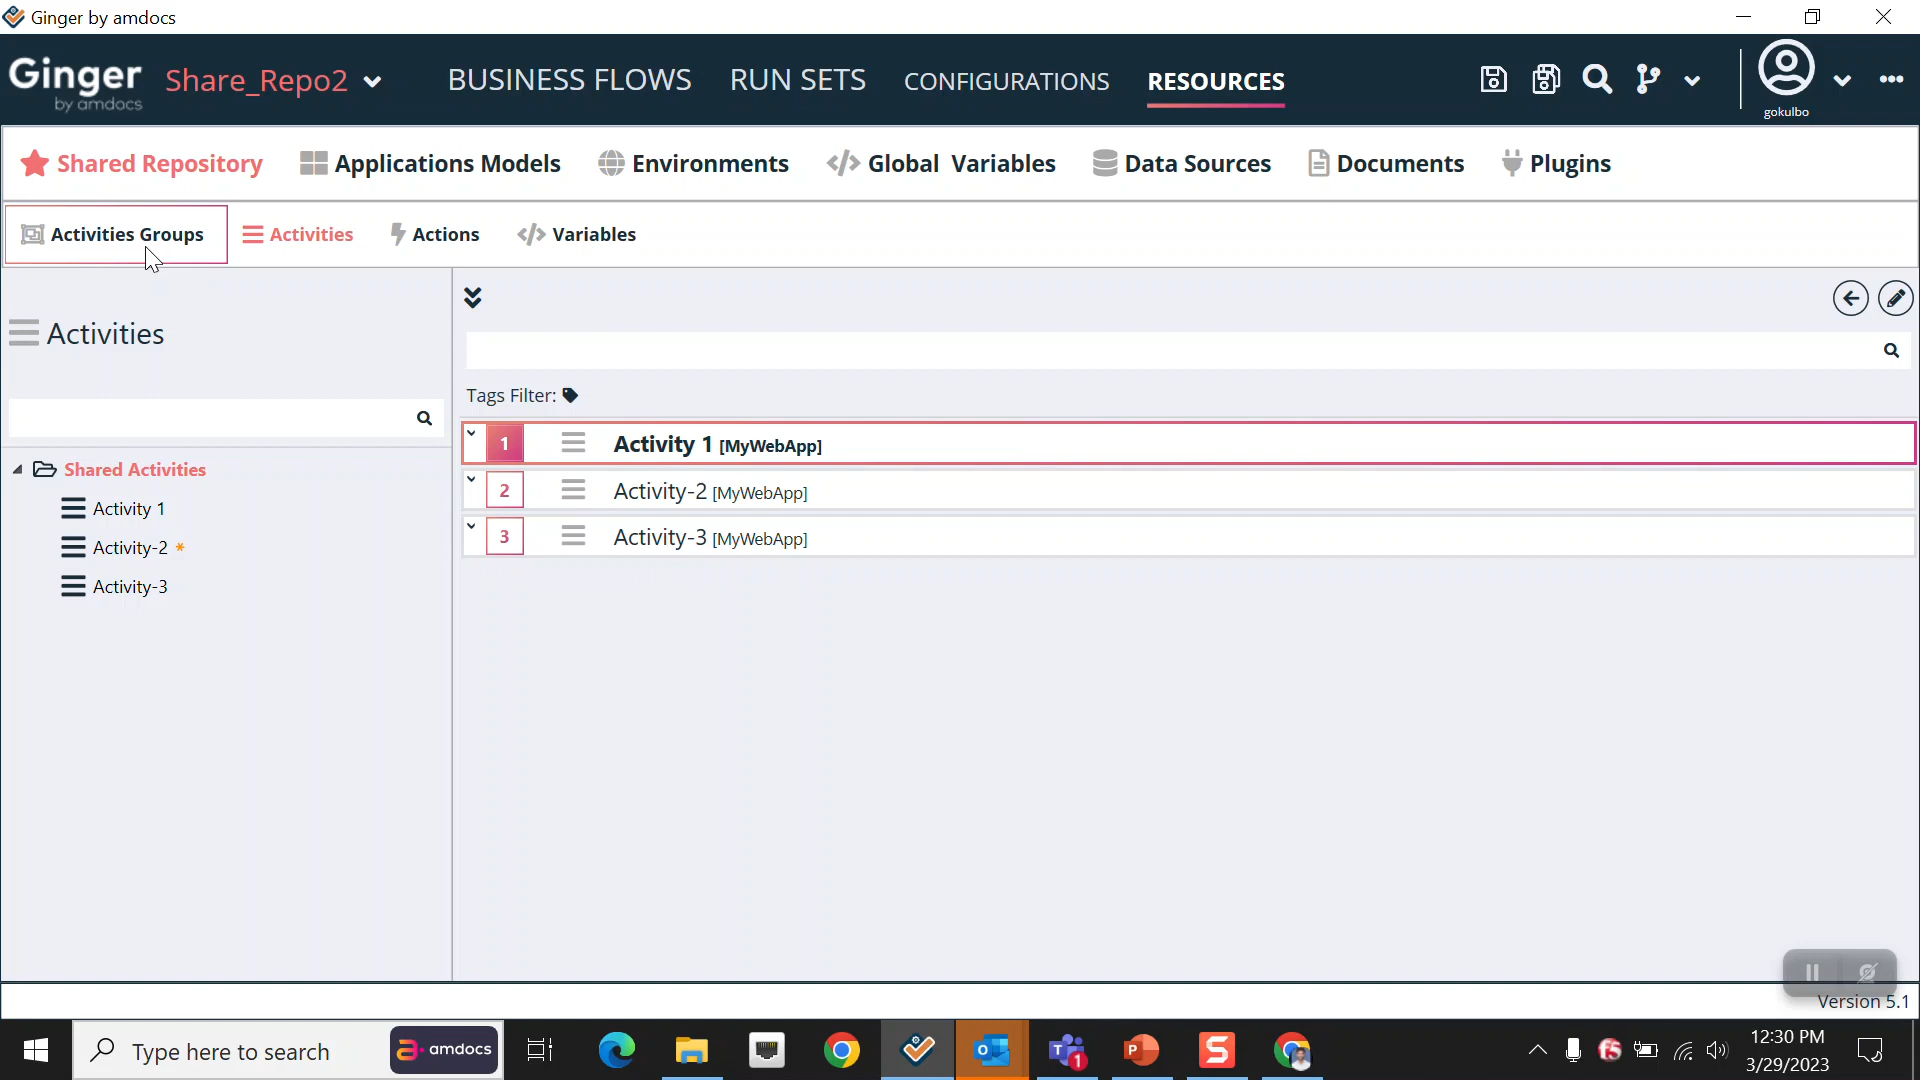 Ginger by amdocs
Ginger by amdocs Share_Repo2 BUSINESS FLOWS RUN SETS CONFIGURATIONS RESOURCES gokulbo
Shared Repository Applications Models Environments </> Global Variables Data Sources Documents Plugins
Activities Groups Activities Actions </> Variables
Activities
Tags Filter:
1 Activity 1 [MyWebApp]
2 Activity-2 [MyWebApp]
3 Activity-3 [MyWebApp]
Shared Activities
Activity 1
Activity-2 *
Activity-3
Version 5.1
Type here to search a amdocs
T 1
P
S
12:30 PM
3/29/2023